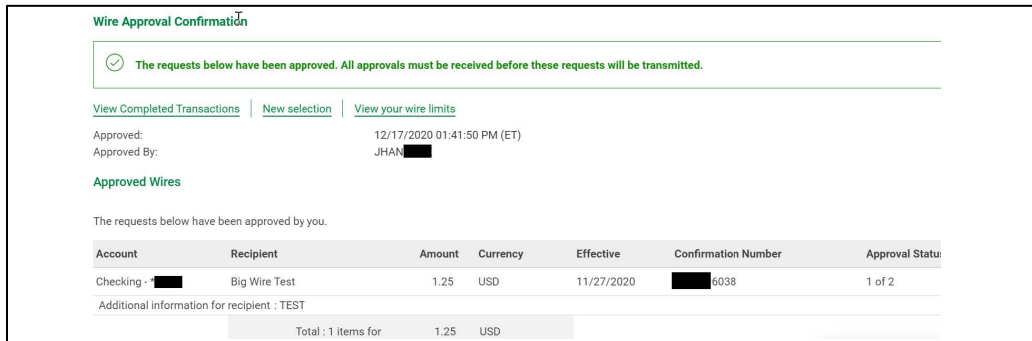 Wire Approval Confirmation
The requests below have been approved. All approvals must be received before these requests will be transmitted.
View Completed Transactions New selection View your wire limits
Approved: 12/17/2020 01:41:50 PM (ET)
Approved By: JHAN
Approved Wires
The requests below have been approved by you.
Account Recipient Amount Currency Effective Confirmation Number Approval Status
Checking - * Big Wire Test 1.25 USD 11/27/2020 6038 1 of 2
Additional information for recipient : TEST
Total : 1 items for 1.25 USD